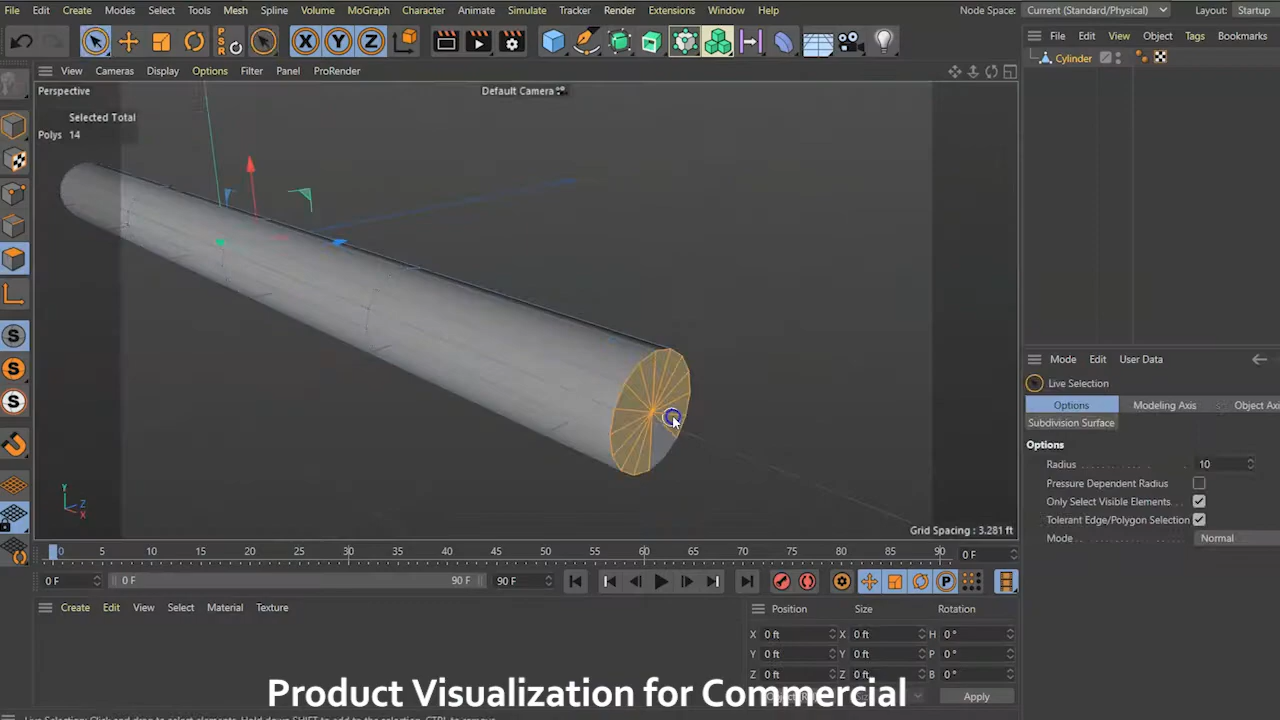 File Edit Create Modes Select Tools Mesh Spline Volume MoGraph Character Animate Simulate Tracker Render Extensions Window Help Node Space: Current (Standard/Physical) Layout: Startup
X Y Z
PSR
File Edit View Object Tags Bookmarks
View Cameras Display Options Filter Panel ProRender
Cylinder
Perspective
Default Camera
Selected Total
Polys 14
Mode Edit User Data
Live Selection
Options Modeling Axis Object Axi
Subdivision Surface
Options
Radius 10
Pressure Dependent Radius
Only Select Visible Elements...
Tolerant Edge/Polygon Selection
Mode Normal
S
S
S
Y
Z
X
Grid Spacing : 3.281 ft
0 5 10 15 20 25 30 35 40 45 50 55 60 65 70 75 80 85 90 0 F
0 F 0 F 90 F 90 F
P
Create Edit View Select Material Texture
Position Size Rotation
X 0 ft X 0 ft H 0 °
Y 0 ft Y 0 ft P 0 °
Z 0 ft Z 0 ft B 0 °
Apply
Product Visualization for Commercial